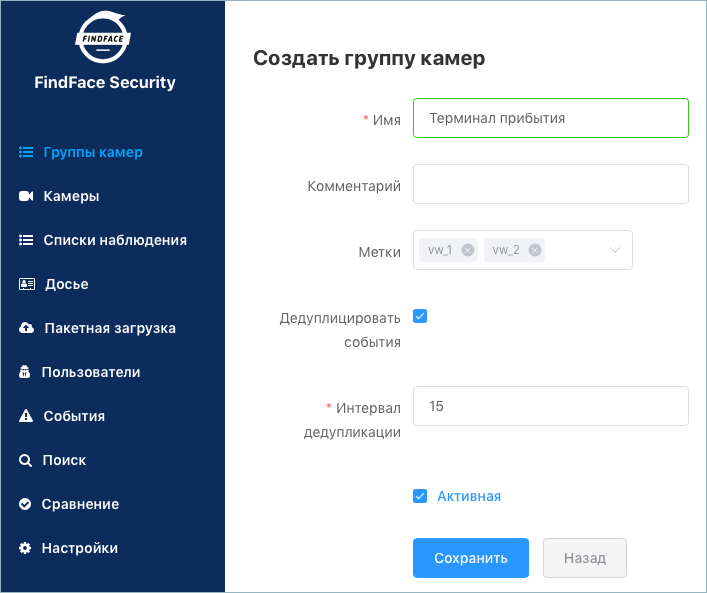 FINDFACE
FindFace Security
Группы камер
Камеры
Списки наблюдения
Досье
Пакетная загрузка
Пользователи
События
Поиск
Сравнение
Настройки
Создать группу камер
* Имя
Терминал прибытия
Комментарий
Метки
vw_1 vw_2
Дедуплицировать
события
* Интервал
дедупликации
15
Активная
Сохранить
Назад